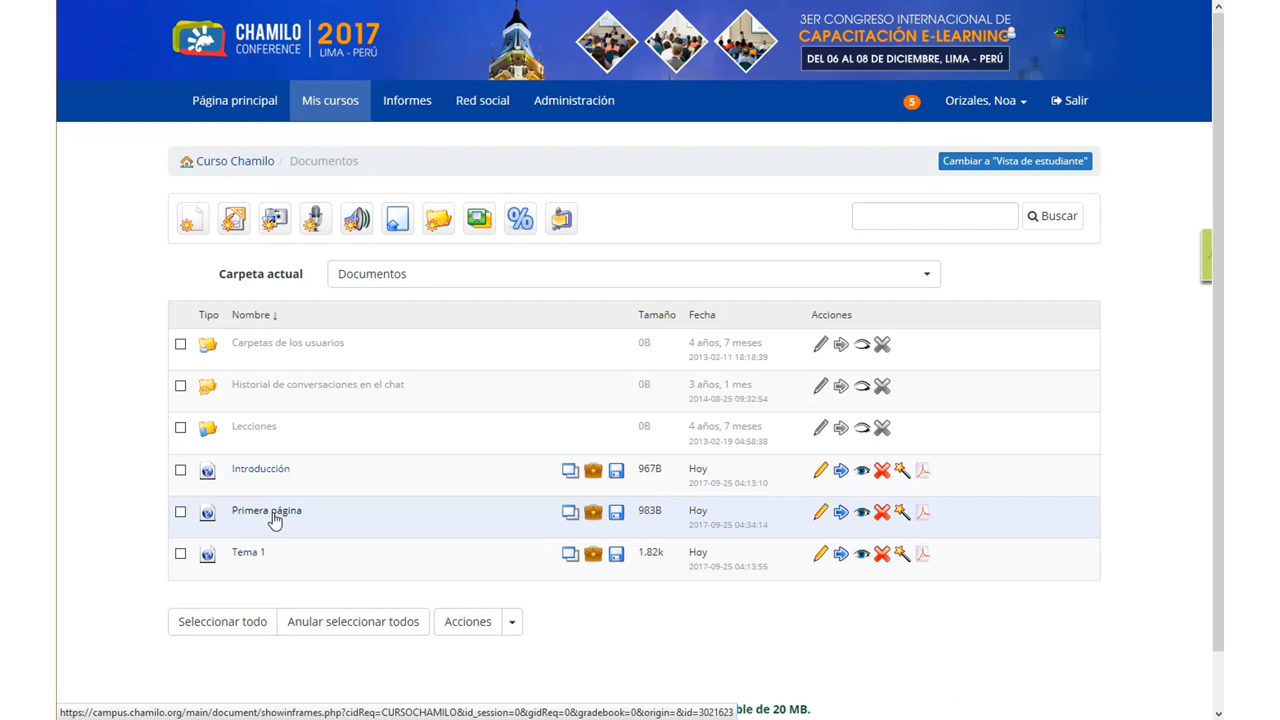 CHAMILO
CONFERENCE
2017
LIMA - PERÚ
3ER CONGRESO INTERNACIONAL DE
CAPACITACIÓN E-LEARNING
DEL 06 AL 08 DE DICIEMBRE, LIMA - PERÚ
Página principal Mis cursos Informes Red social Administración 5 Orizales, Noa Salir
Curso Chamilo / Documentos Cambiar a "Vista de estudiante"
Buscar
Carpeta actual Documentos
Tipo Nombre ↓ Tamaño Fecha Acciones
Carpetas de los usuarios 0B 4 años, 7 meses
2013-02-11 18:18:39
Historial de conversaciones en el chat 0B 3 años, 1 mes
2014-08-25 09:32:54
Lecciones 0B 4 años, 7 meses
2013-02-19 04:58:38
Introducción 967B Hoy
2017-09-25 04:13:10
Primera página 983B Hoy
2017-09-25 04:34:14
Tema 1 1.82k Hoy
2017-09-25 04:13:55
Seleccionar todo Anular seleccionar todos Acciones
https://campus.chamilo.org/main/document/showinframes.php?cidReq=CURSOCHAMILO&id_session=0&gidReq=0&gradebook=0&origin=&id=3021623 ble de 20 MB.